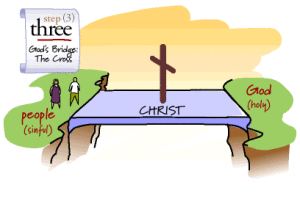 step (3)
three
God's Bridge:
The Cross
people
(sinful)
CHRIST
God
(holy)